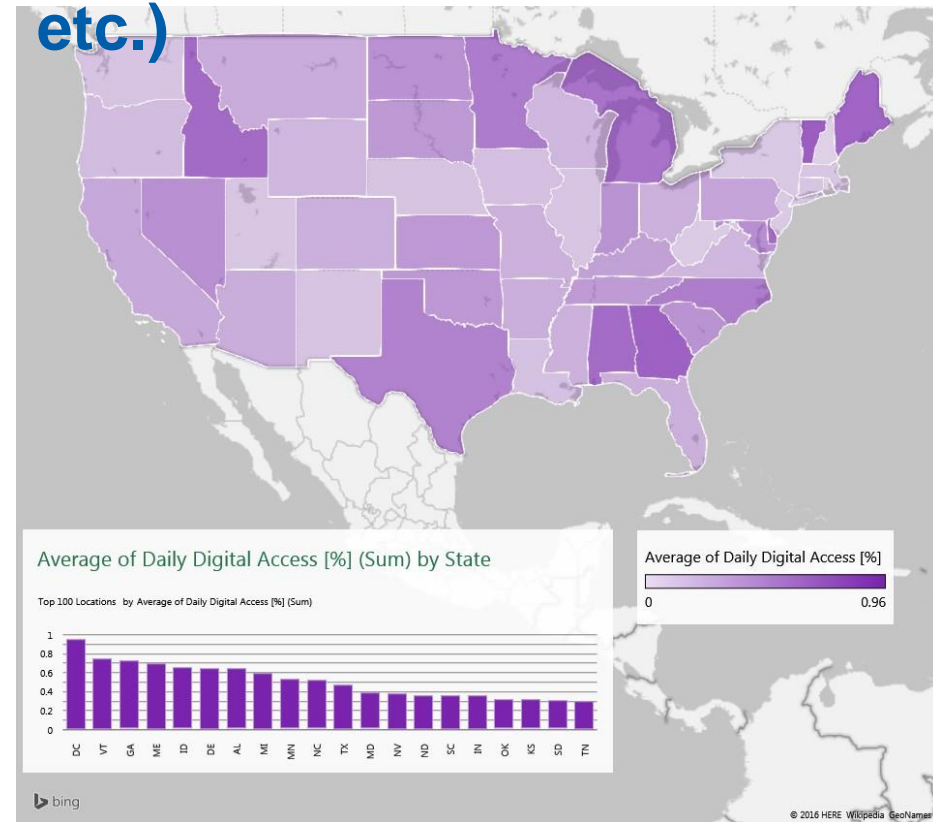 etc.)
Average of Daily Digital Access [%] (Sum) by State
Top 100 Locations by Average of Daily Digital Access [%] (Sum)
1
0.8
0.6
0.4
0.2
0
DC VT GA ME ID DE AL MI MN NC TX MD NV ND SC IN OK KS SD TN
Average of Daily Digital Access [%]
0 0.96
bing
© 2016 HERE Wikipedia GeoNames